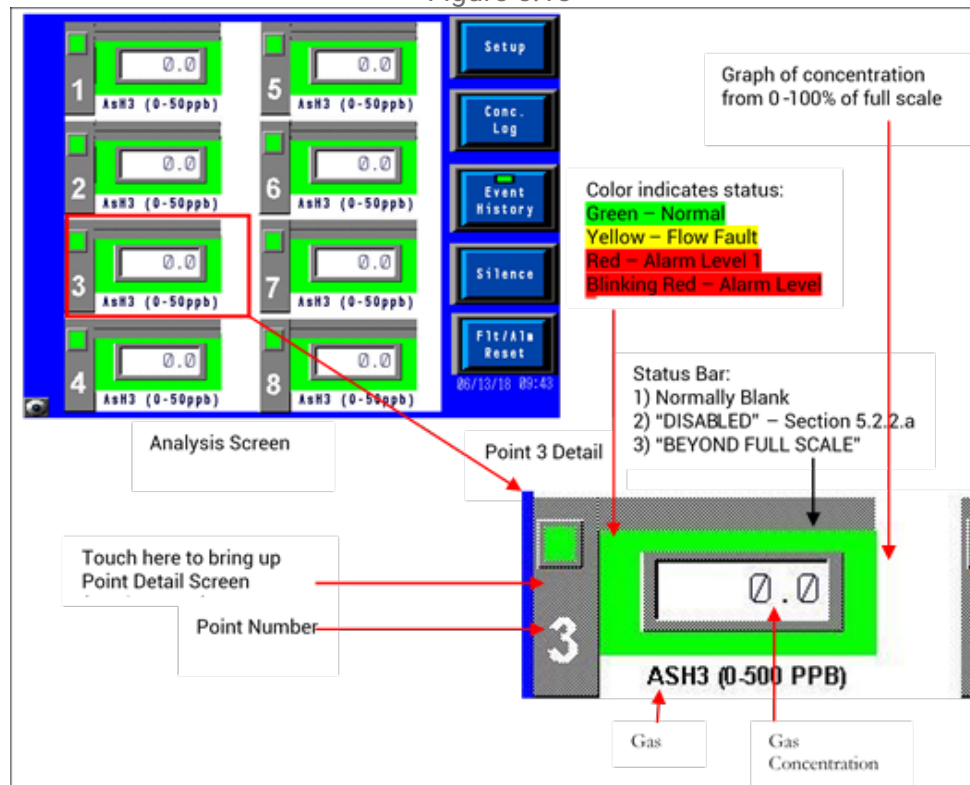 1
0.0
AsH3 (0-50ppb)
2
0.0
AsH3 (0-50ppb)
3
0.0
AsH3 (0-50ppb)
4
0.0
AsH3 (0-50ppb)
5
0.0
AsH3 (0-50ppb)
6
0.0
AsH3 (0-50ppb)
7
0.0
AsH3 (0-50ppb)
8
0.0
AsH3 (0-50ppb)
Setup
Conc.
Log
Event
History
Silence
Flt/Alm
Reset
06/13/18 09:43
Analysis Screen
Graph of concentration
from 0-100% of full scale
Color indicates status:
Green – Normal
Yellow – Flow Fault
Red – Alarm Level 1
Blinking Red – Alarm Level
Status Bar:
1) Normally Blank
2) “DISABLED” – Section 5.2.2.a
3) “BEYOND FULL SCALE”
Point 3 Detail
Touch here to bring up
Point Detail Screen
Point Number
3
0.0
ASH3 (0-500 PPB)
Gas
Gas
Concentration